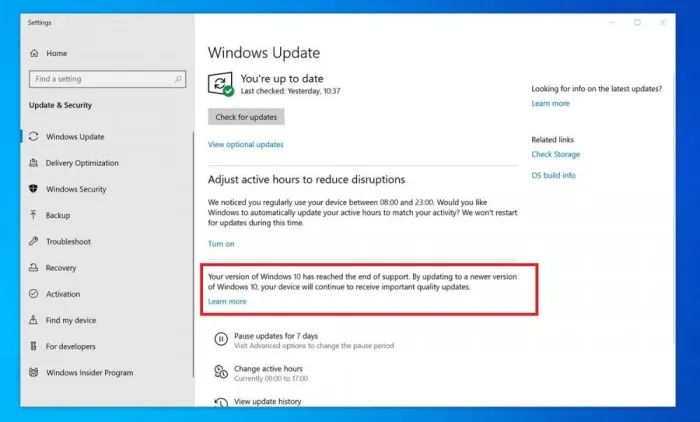 Settings
Home
Find a setting
Update & Security
Windows Update
Delivery Optimization
Windows Security
Backup
Troubleshoot
Recovery
Activation
Find my device
For developers
Windows Insider Program
Windows Update
You're up to date
Last checked: Yesterday, 10:37
Check for updates
View optional updates
Adjust active hours to reduce disruptions
We noticed you regularly use your device between 08:00 and 23:00. Would you like
Windows to automatically update your active hours to match your activity? We won't restart
for updates during this time.
Turn on
Your version of Windows 10 has reached the end of support. By updating to a newer version
of Windows 10, your device will continue to receive important quality updates.
Learn more
Pause updates for 7 days
Visit Advanced options to change the pause period
Change active hours
Currently 08:00 to 17:00
View update history
Looking for info on the latest updates?
Learn more
Related links
Check Storage
OS build info